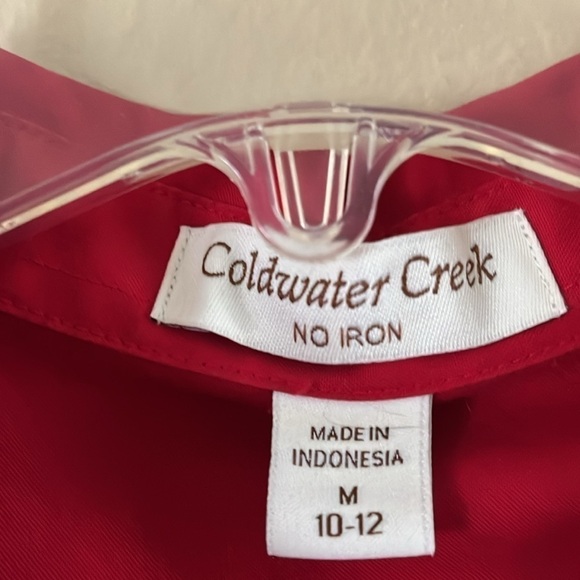 Coldwater Creek
NO IRON
MADE IN
INDONESIA
M
10-12